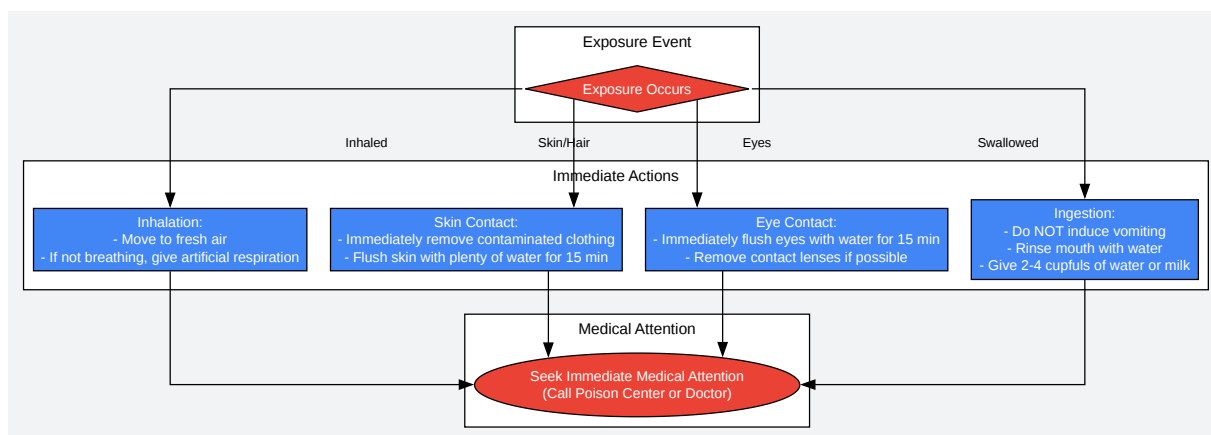 Exposure Event
Exposure Occurs
Inhaled
Skin/Hair
Eyes
Swallowed
Immediate Actions
Inhalation:
- Move to fresh air
- If not breathing, give artificial respiration
Skin Contact:
- Immediately remove contaminated clothing
- Flush skin with plenty of water for 15 min
Eye Contact:
- Immediately flush eyes with water for 15 min
- Remove contact lenses if possible
Ingestion:
- Do NOT induce vomiting
- Rinse mouth with water
- Give 2-4 cupfuls of water or milk
Medical Attention
Seek Immediate Medical Attention
(Call Poison Center or Doctor)